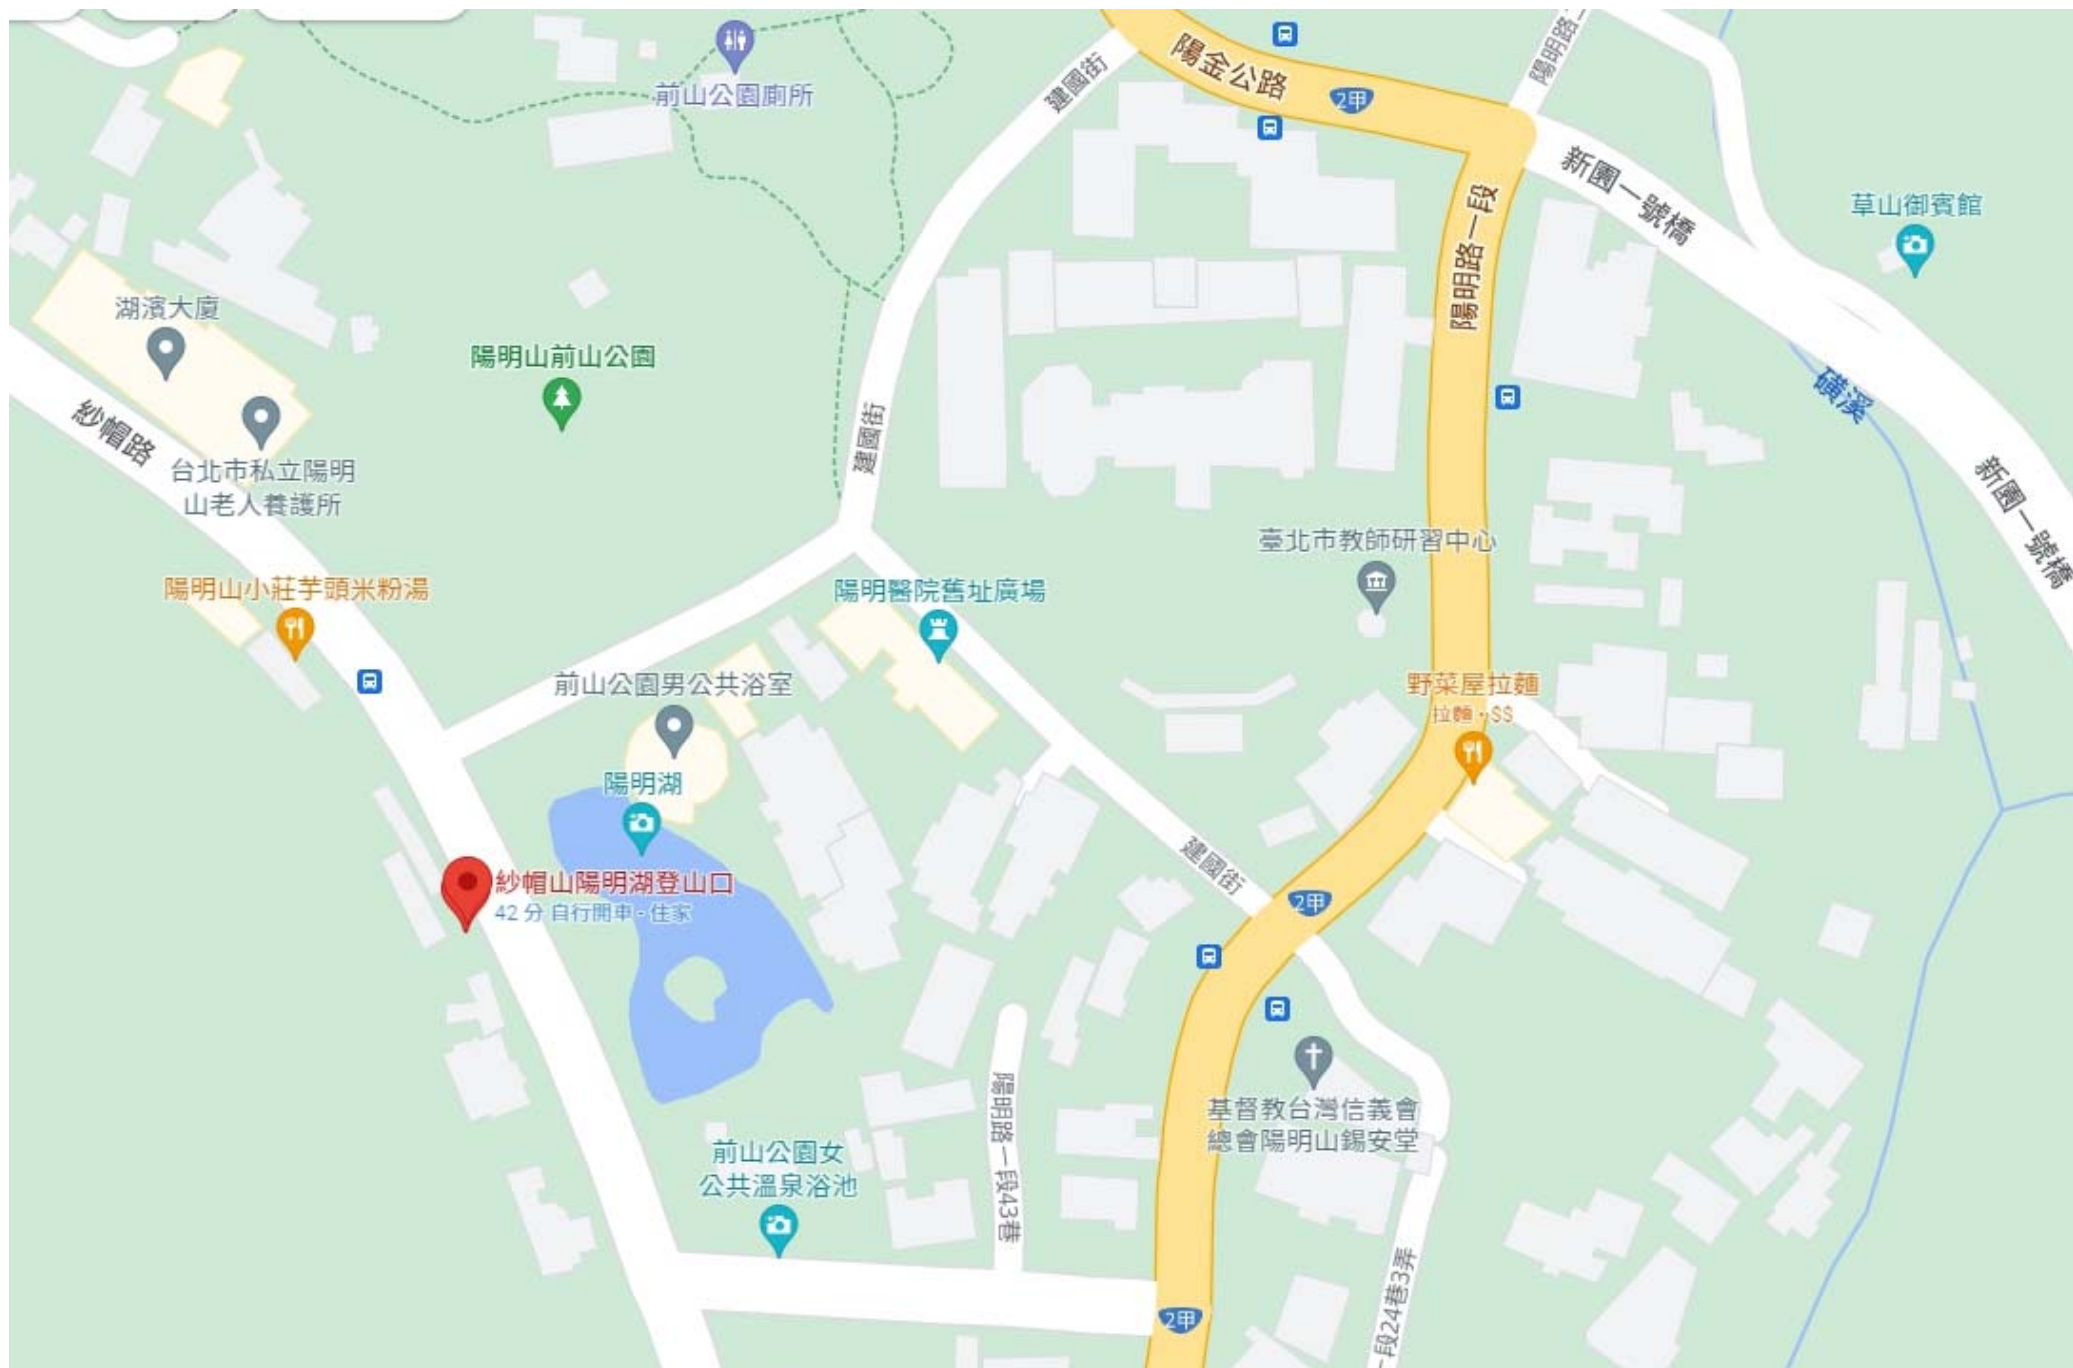 前山公園廁所
建國街
陽金公路
2甲
陽明路一
新園一號橋
草山御賓館
陽明路一段
湖濱大廈
陽明山前山公園
紗帽路
台北市私立陽明
山老人養護所
建國街
磺溪
新園一號橋
臺北市教師研習中心
陽明山小莊芋頭米粉湯
陽明醫院舊址廣場
前山公園男公共浴室
野菜屋拉麵
拉麵・$$
陽明湖
紗帽山陽明湖登山口
42 分 自行開車 - 住家
建國街
2甲
陽明路一段43巷
基督教台灣信義會
總會陽明山錫安堂
前山公園女
公共溫泉浴池
一段24巷3弄
2甲